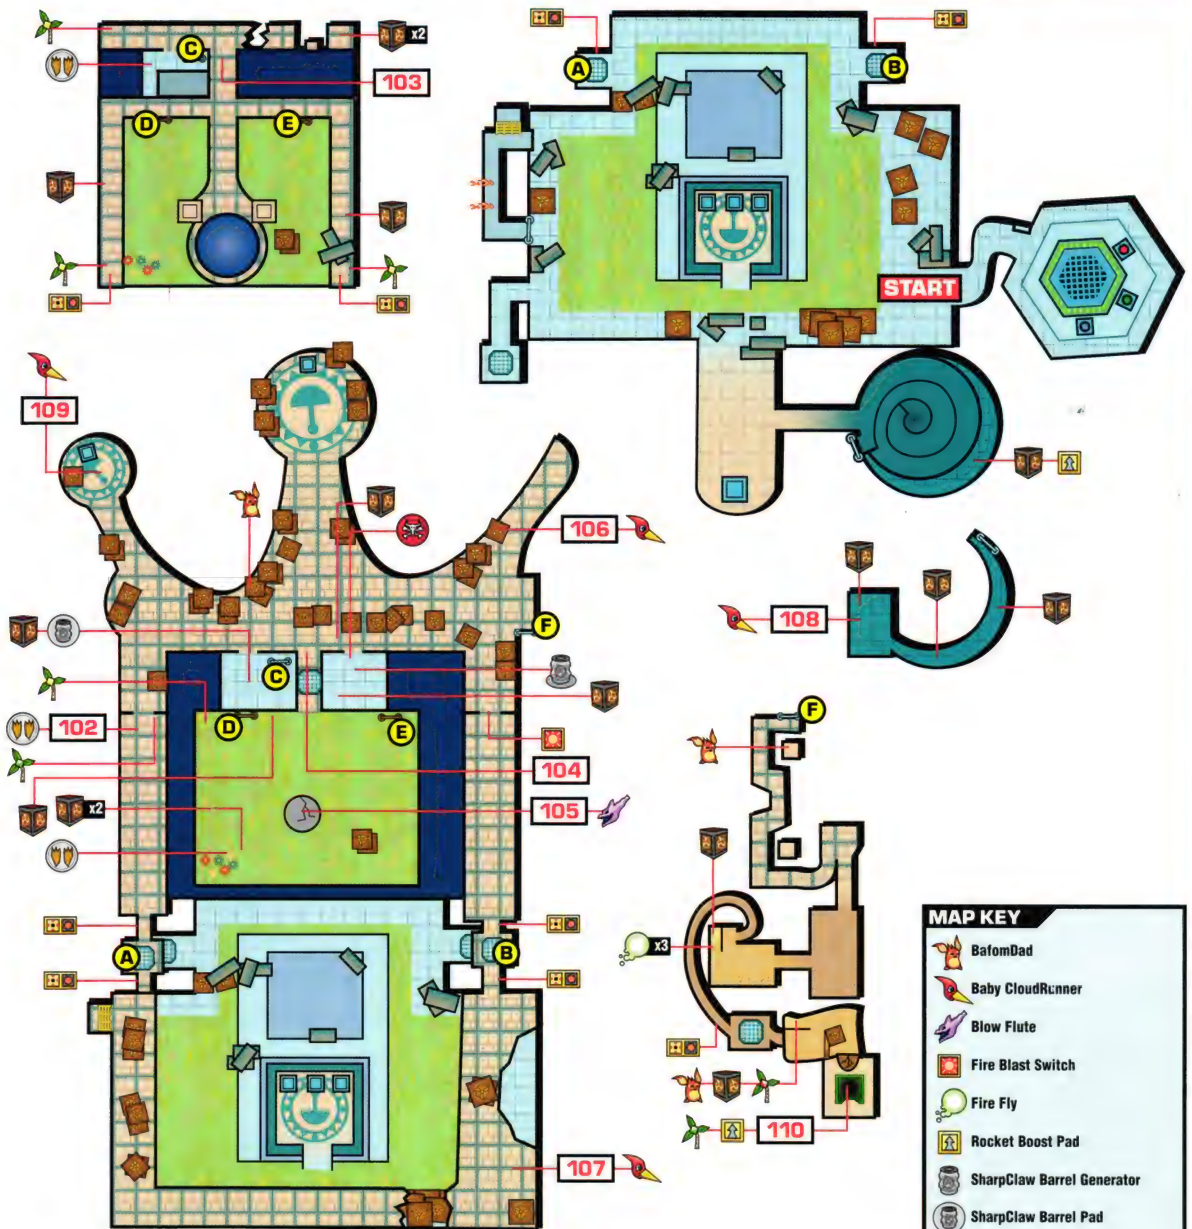 C
x2
103
D
E
A
B
START
109
106
F
108
C
D
E
102
104
x2
105
F
A
B
x3
110
107
MAP KEY
BafomDad
Baby CloudRunner
Blow Flute
Fire Blast Switch
Fire Fly
Rocket Boost Pad
SharpClaw Barrel Generator
SharpClaw Barrel Pad